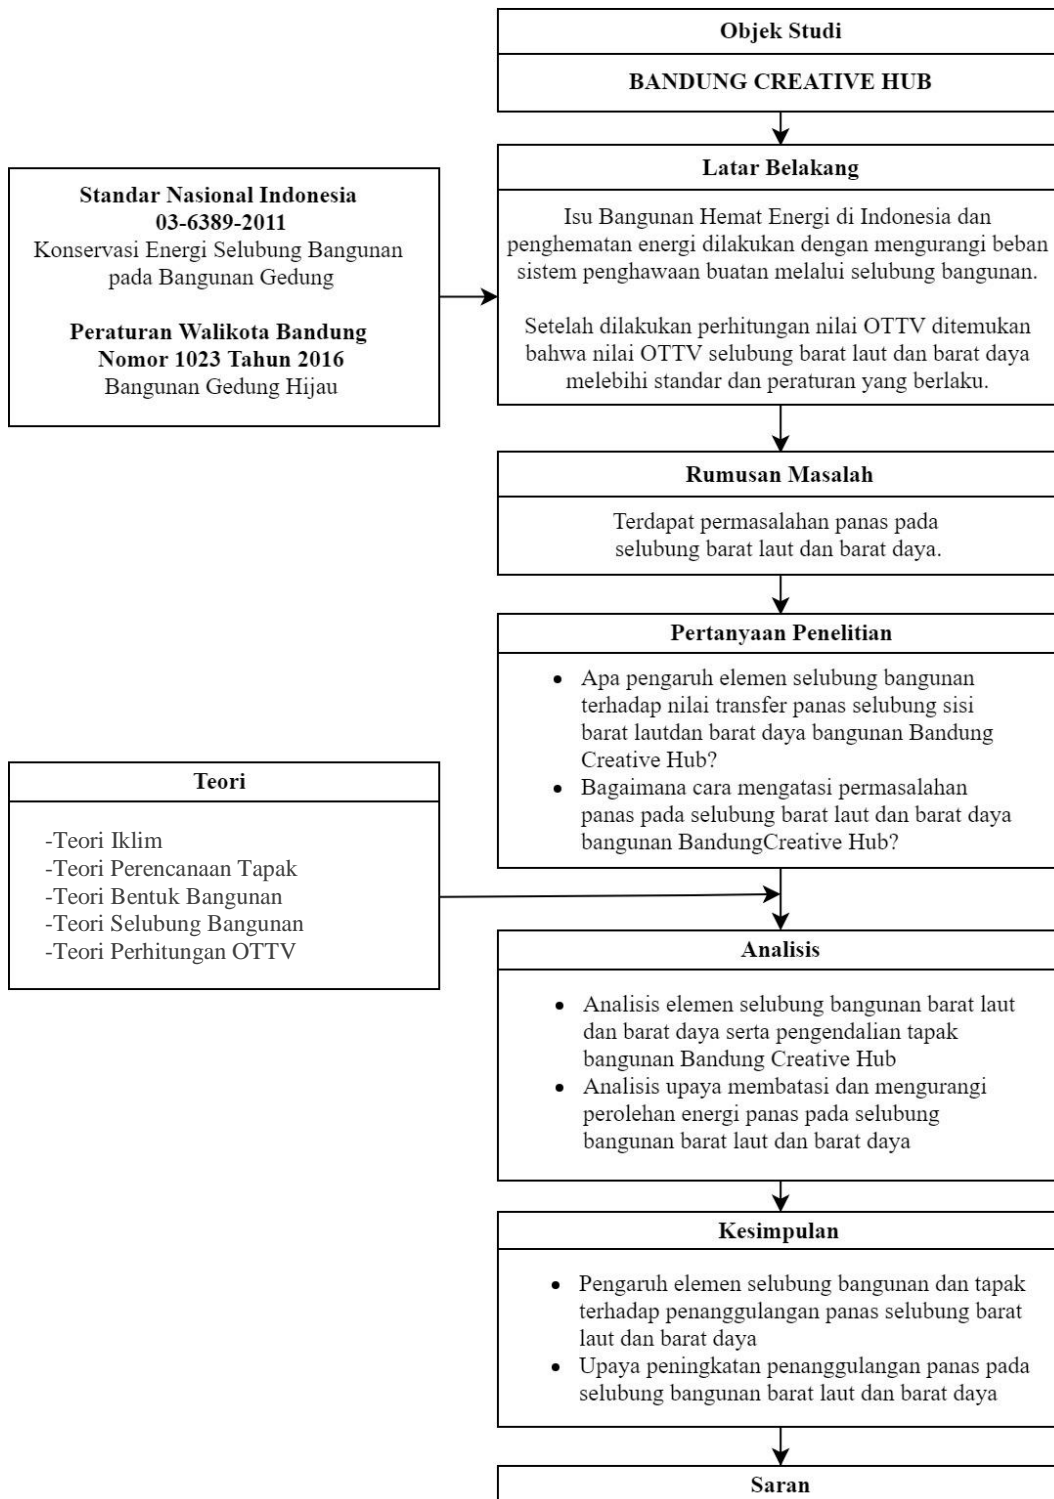 Objek Studi
BANDUNG CREATIVE HUB
Latar Belakang
Isu Bangunan Hemat Energi di Indonesia dan
penghematan energi dilakukan dengan mengurangi beban
sistem penghawaan buatan melalui selubung bangunan.
Setelah dilakukan perhitungan nilai OTTV ditemukan
bahwa nilai OTTV selubung barat laut dan barat daya
melebihi standar dan peraturan yang berlaku.
Standar Nasional Indonesia
03-6389-2011
Konservasi Energi Selubung Bangunan
pada Bangunan Gedung
Peraturan Walikota Bandung
Nomor 1023 Tahun 2016
Bangunan Gedung Hijau
Rumusan Masalah
Terdapat permasalahan panas pada
selubung barat laut dan barat daya.
Pertanyaan Penelitian
• Apa pengaruh elemen selubung bangunan
terhadap nilai transfer panas selubung sisi
barat lautdan barat daya bangunan Bandung
Creative Hub?
• Bagaimana cara mengatasi permasalahan
panas pada selubung barat laut dan barat daya
bangunan BandungCreative Hub?
Teori
-Teori Iklim
-Teori Perencanaan Tapak
-Teori Bentuk Bangunan
-Teori Selubung Bangunan
-Teori Perhitungan OTTV
Analisis
• Analisis elemen selubung bangunan barat laut
dan barat daya serta pengendalian tapak
bangunan Bandung Creative Hub
• Analisis upaya membatasi dan mengurangi
perolehan energi panas pada selubung
bangunan barat laut dan barat daya
Kesimpulan
• Pengaruh elemen selubung bangunan dan tapak
terhadap penanggulangan panas selubung barat
laut dan barat daya
• Upaya peningkatan penanggulangan panas pada
selubung bangunan barat laut dan barat daya
Saran